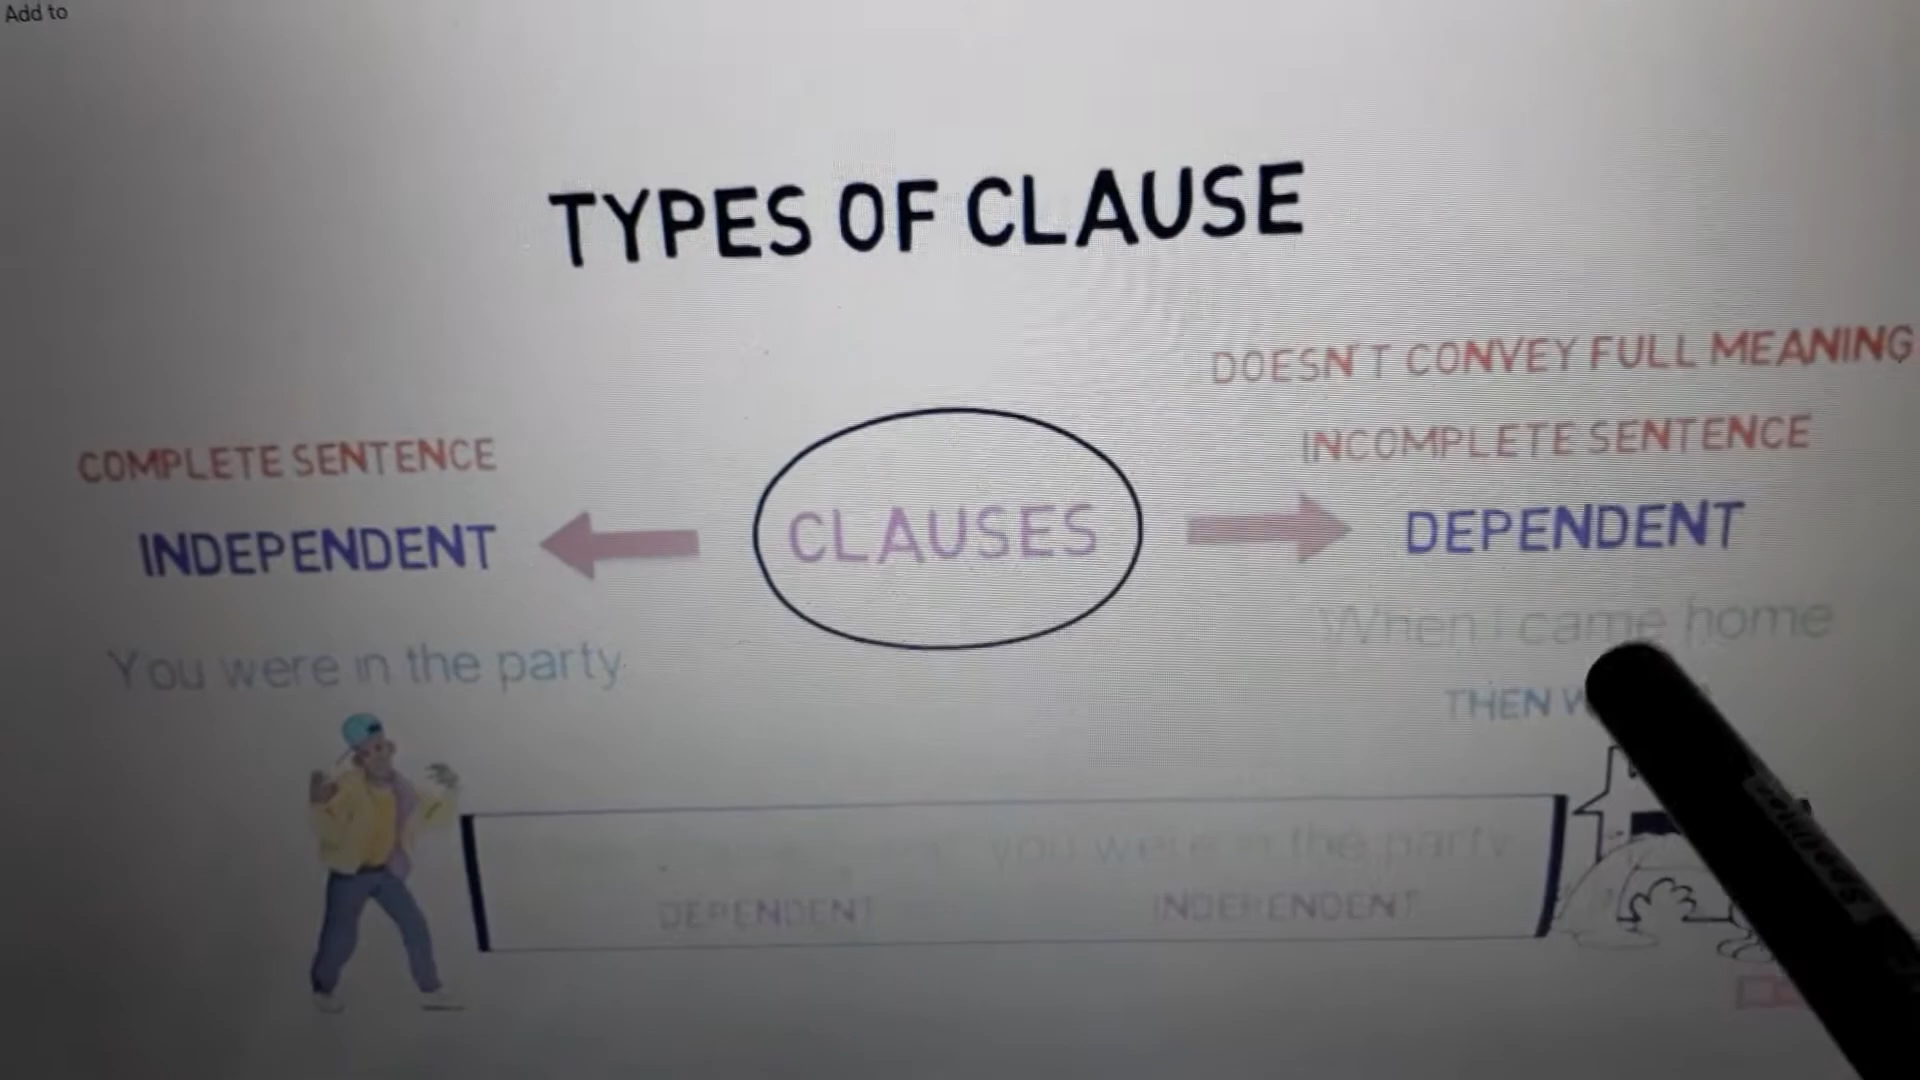 Add to
TYPES OF CLAUSE
DOESN'T CONVEY FULL MEANING
COMPLETE SENTENCE
INCOMPLETE SENTENCE
INDEPENDENT
CLAUSES
DEPENDENT
You were in the party
When I came home
THEN
you were in the party
DEPENDENT
INDEPENDENT